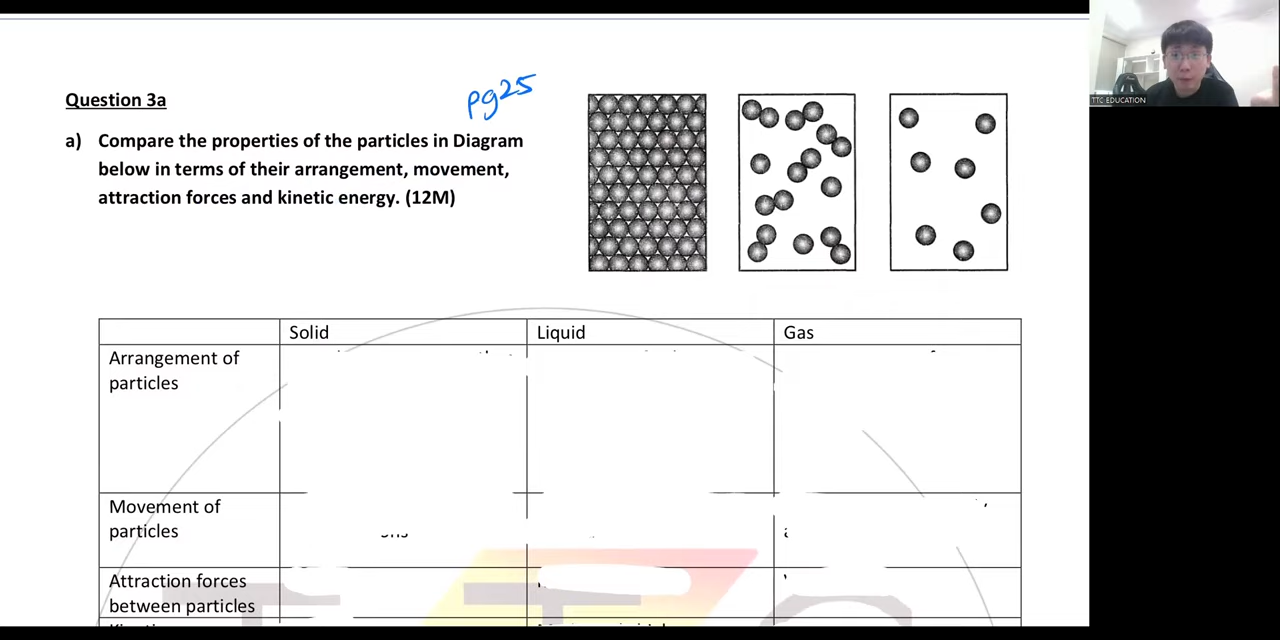 Question 3a
pg25
a) Compare the properties of the particles in Diagram
below in terms of their arrangement, movement,
attraction forces and kinetic energy. (12M)
TTC EDUCATION
Solid Liquid Gas
Arrangement of
particles
Movement of
particles
Attraction forces
between particles